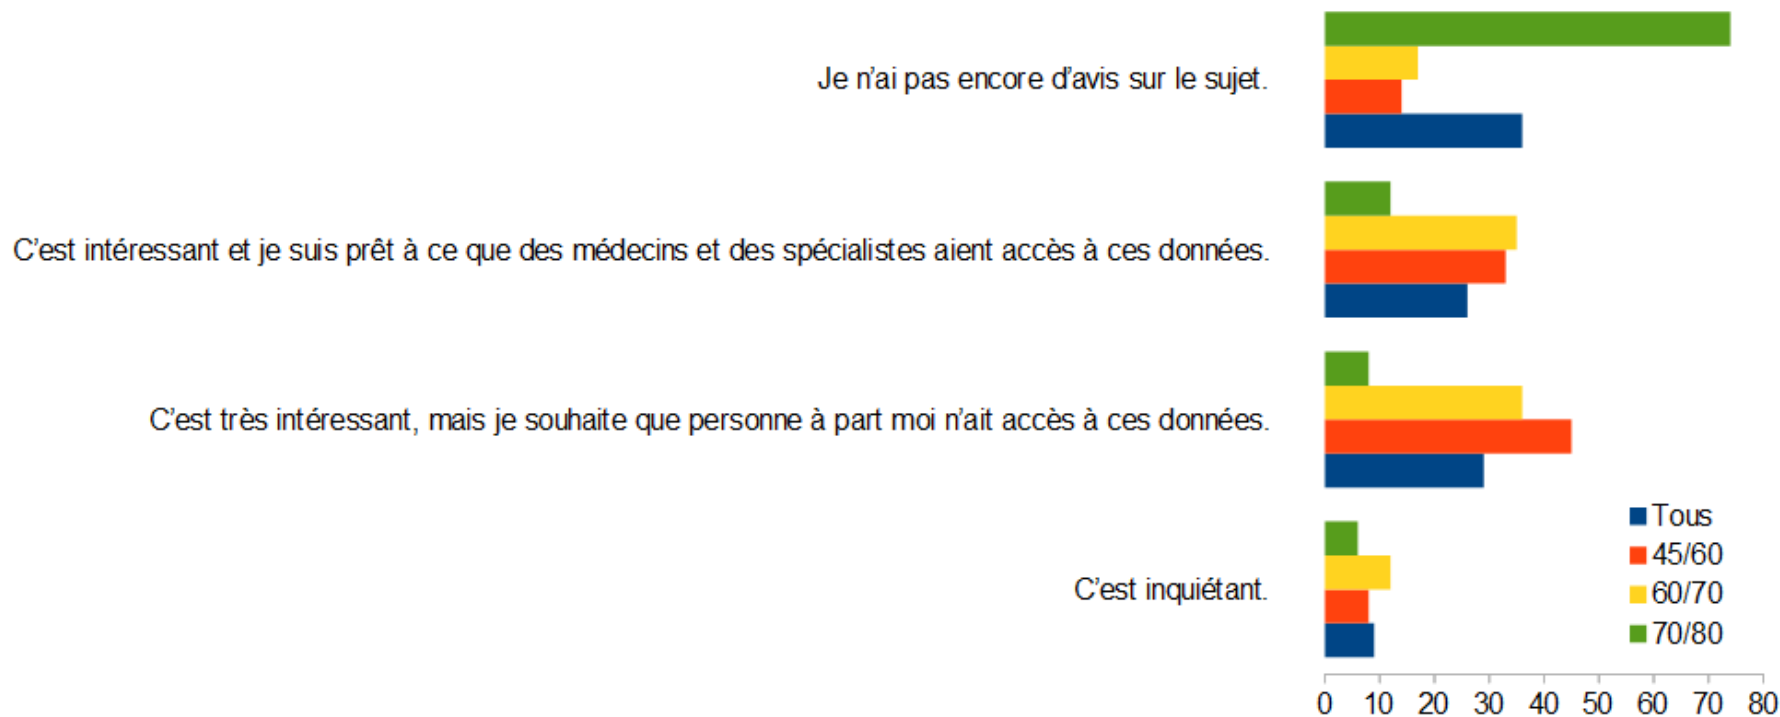 Je n’ai pas encore d’avis sur le sujet.
C’est intéressant et je suis prêt à ce que des médecins et des spécialistes aient accès à ces données.
C’est très intéressant, mais je souhaite que personne à part moi n’ait accès à ces données.
C’est inquiétant.
Tous
45/60
60/70
70/80
0 10 20 30 40 50 60 70 80